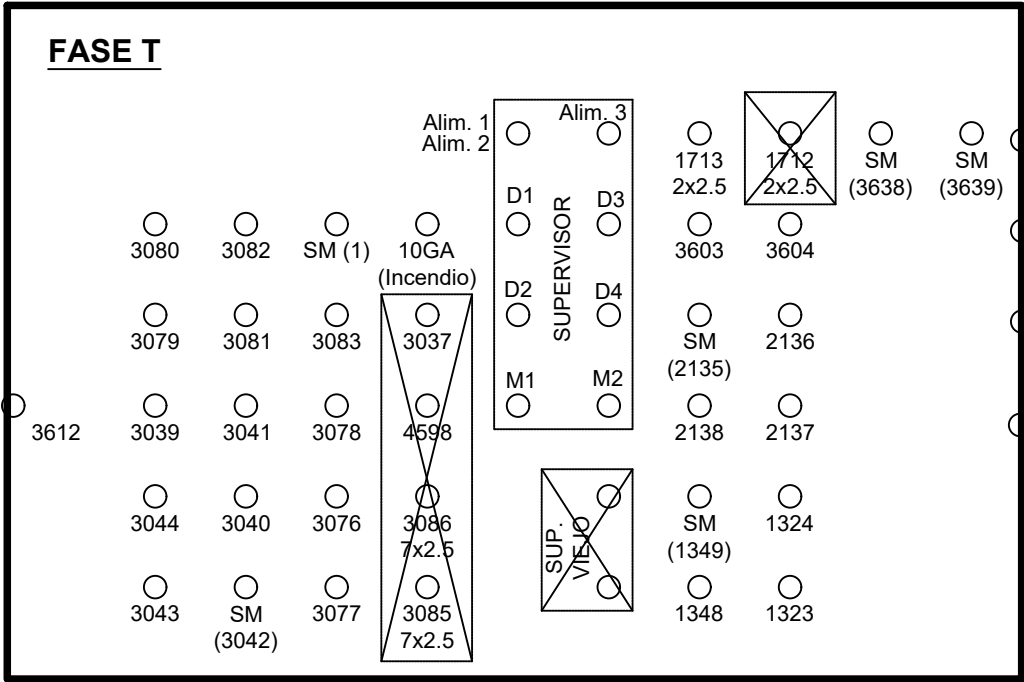 FASE T
Alim. 1
Alim. 2
Alim. 3
1713
2x2.5
1712
2x2.5
SM
(3638)
SM
(3639)
D1
D3
SUPERVISOR
3080
3082
SM (1)
10GA
(Incendio)
3603
3604
D2
D4
3079
3081
3083
3037
SM
(2135)
2136
M1
M2
3612
3039
3041
3078
4598
2138
2137
3044
3040
3076
3086
7x2.5
SUP.
VIEJO
SM
(1349)
1324
3043
SM
(3042)
3077
3085
7x2.5
1348
1323